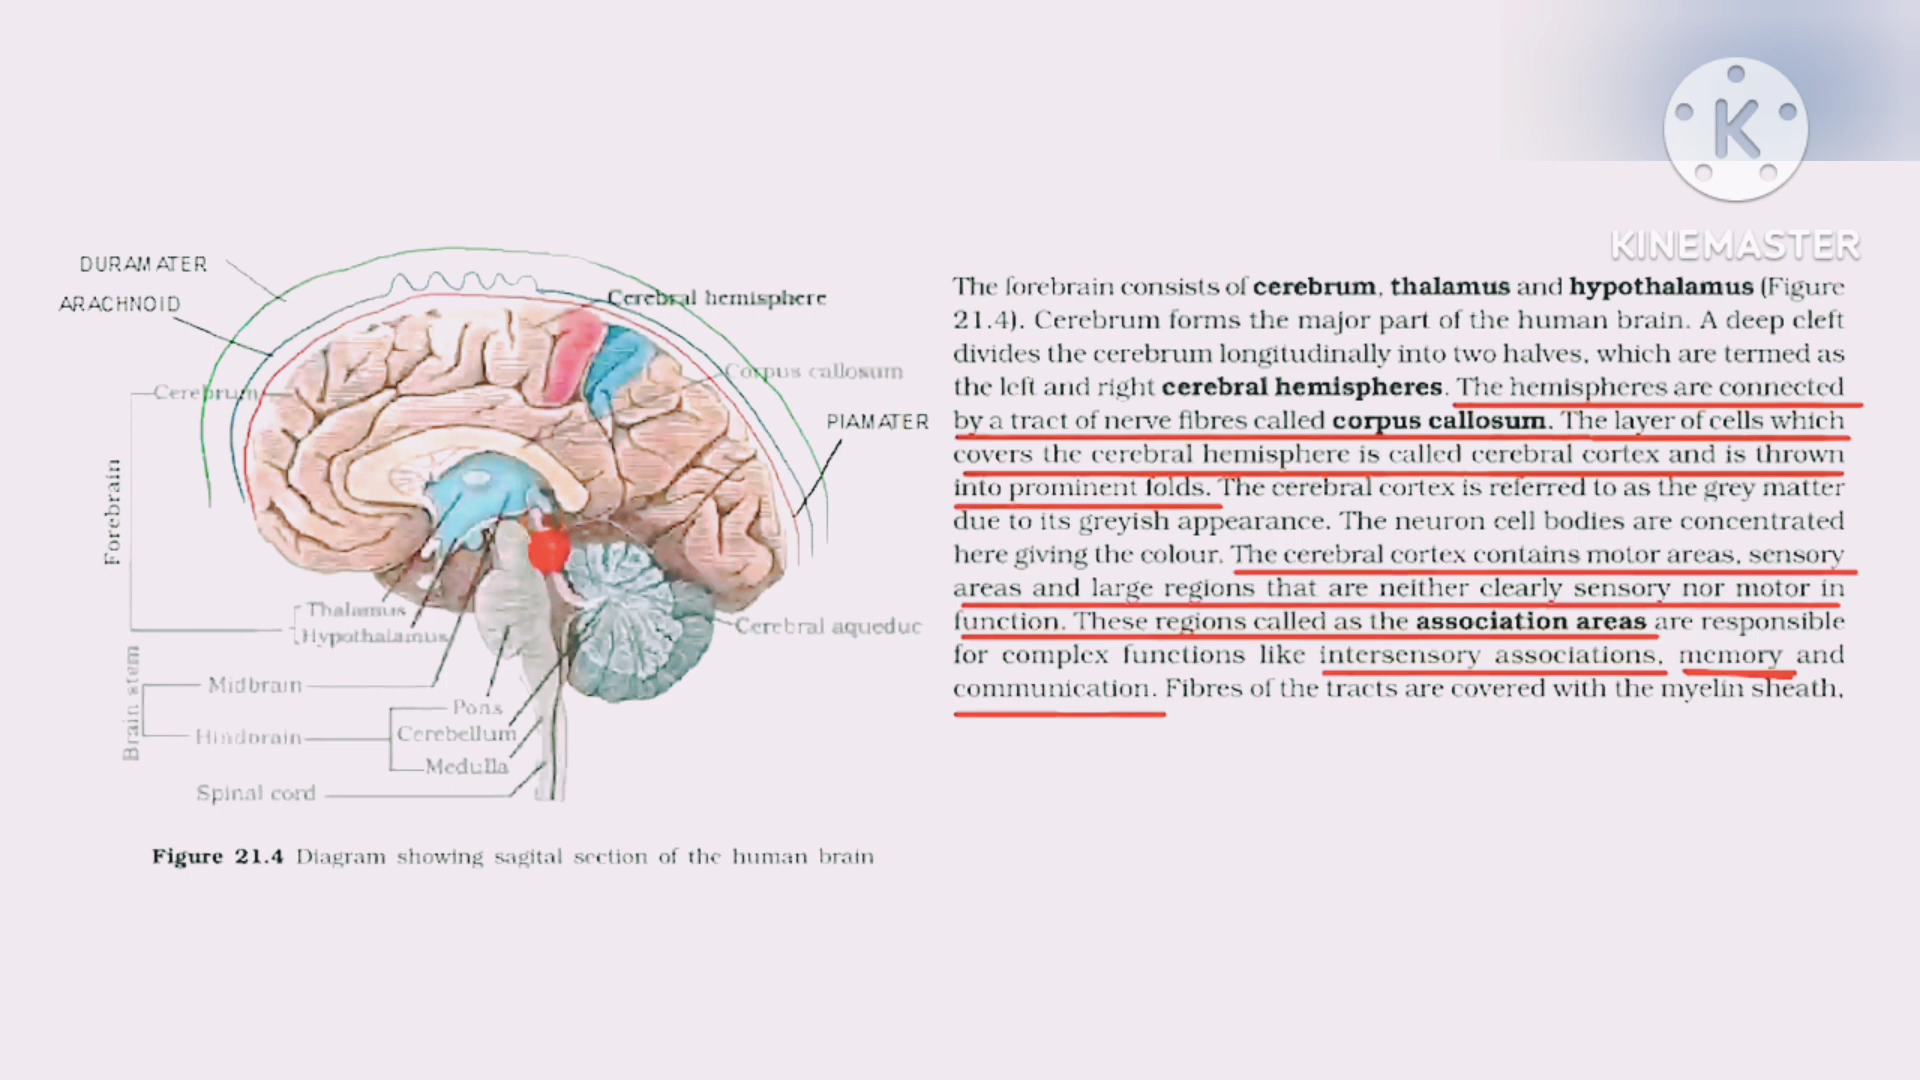 K
KINEMASTER
DURAMATER
ARACHNOID
Cerebral hemisphere
Corpus callosum
Cerebrum
PIAMATER
Forebrain
Thalamus
Hypothalamus
Cerebral aqueduc
Brain stem
Midbrain
Pons
Hindbrain
Cerebellum
Medulla
Spinal cord
Figure 21.4 Diagram showing sagital section of the human brain
The forebrain consists of cerebrum, thalamus and hypothalamus (Figure
21.4). Cerebrum forms the major part of the human brain. A deep cleft
divides the cerebrum longitudinally into two halves, which are termed as
the left and right cerebral hemispheres. The hemispheres are connected
by a tract of nerve fibres called corpus callosum. The layer of cells which
covers the cerebral hemisphere is called cerebral cortex and is thrown
into prominent folds. The cerebral cortex is referred to as the grey matter
due to its greyish appearance. The neuron cell bodies are concentrated
here giving the colour. The cerebral cortex contains motor areas, sensory
areas and large regions that are neither clearly sensory nor motor in
function. These regions called as the association areas are responsible
for complex functions like intersensory associations, memory and
communication. Fibres of the tracts are covered with the myelin sheath,